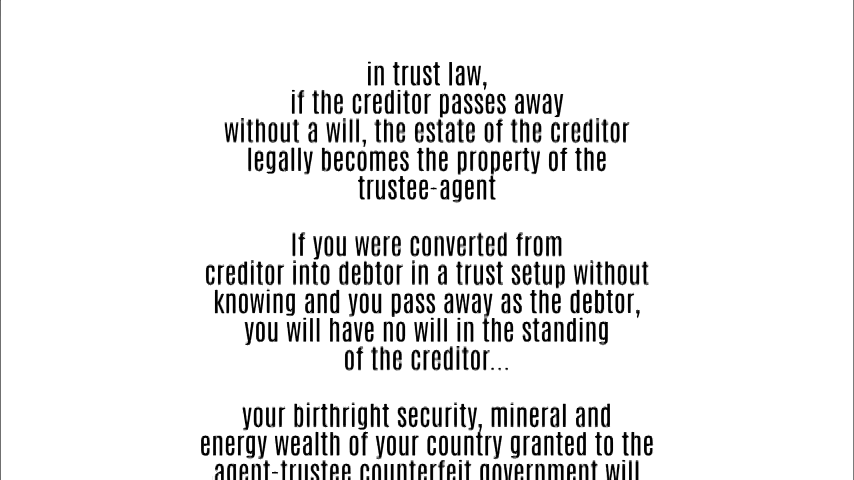 in trust law,
if the creditor passes away
without a will, the estate of the creditor
legally becomes the property of the
trustee-agent
If you were converted from
creditor into debtor in a trust setup without
knowing and you pass away as the debtor,
you will have no will in the standing
of the creditor...
your birthright security, mineral and
energy wealth of your country granted to the
agent-trustee counterfeit government will